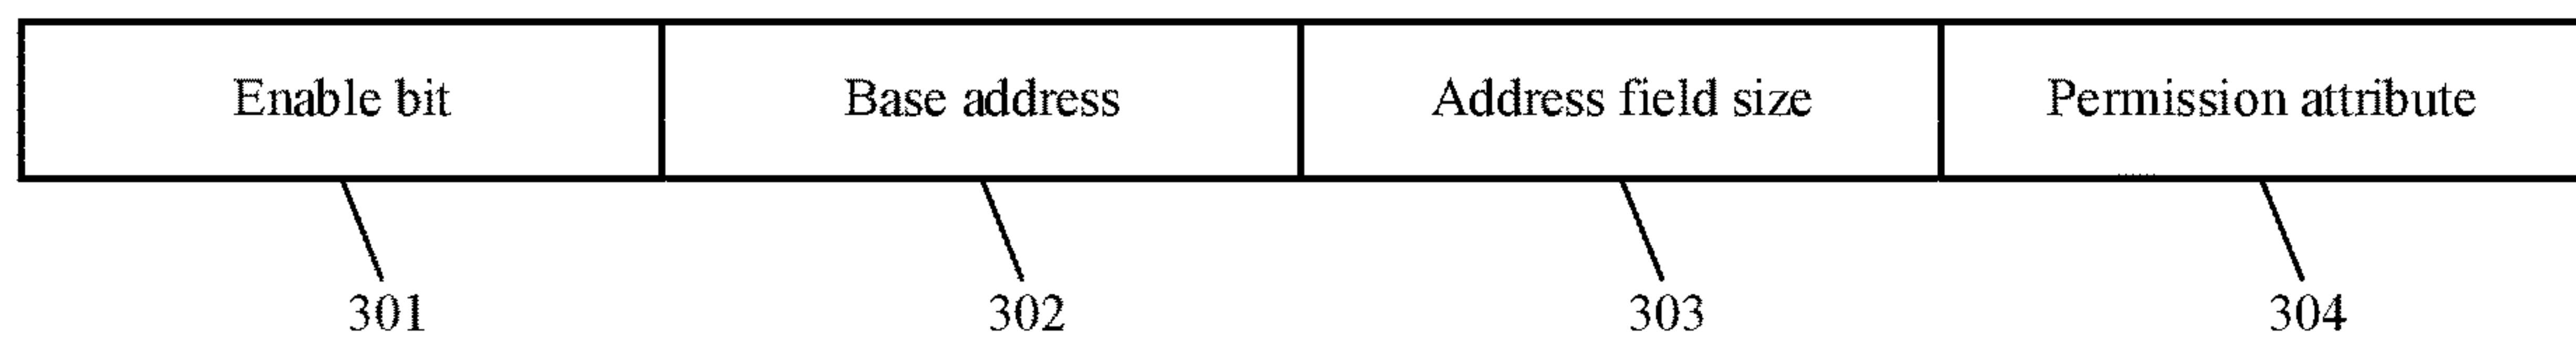 Enable bit Base address Address field size Permission attribute
301 302 303 304